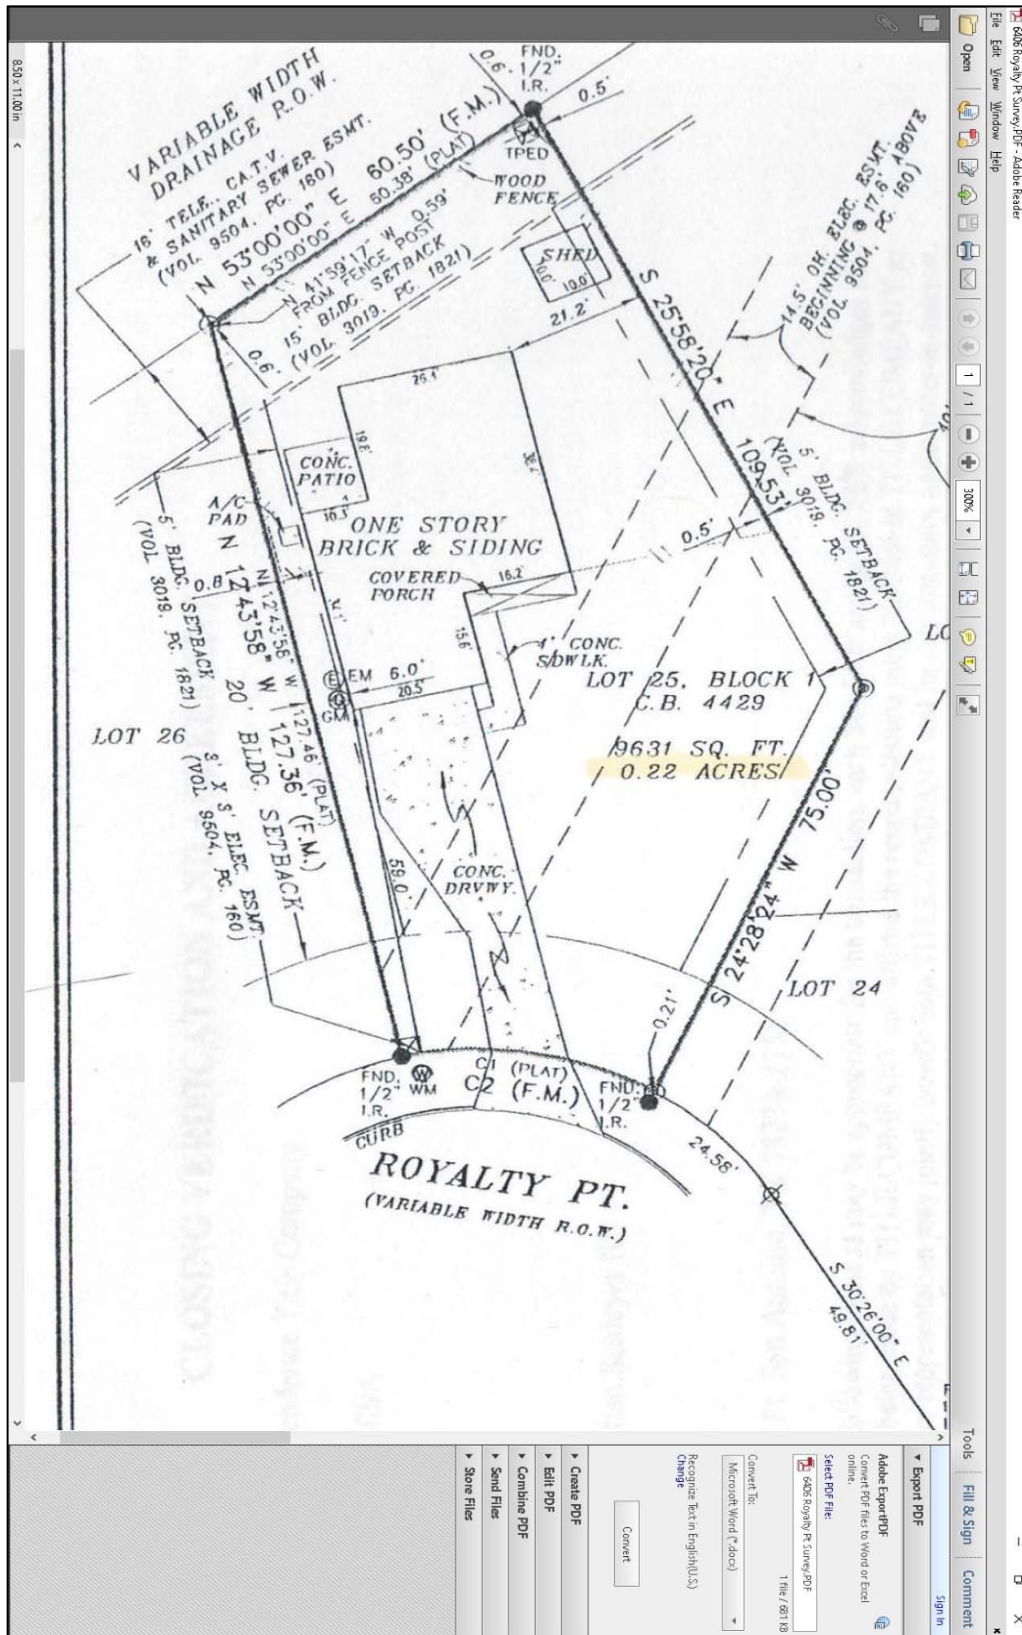 6406 Royalty Pt Survey.PDF - Adobe Reader
File Edit View Window Help
Open
1 / 1
300%
Tools
Fill & Sign
Comment
Sign In
Export PDF
Adobe ExportPDF
Convert PDF files to Word or Excel
online.
Select PDF File:
6406 Royalty Pt Survey.PDF
1 file / 681 KB
Convert To:
Microsoft Word (*.docx)
Recognize Text in English(U.S.)
Change
Convert
Create PDF
Edit PDF
Combine PDF
Send Files
Store Files
8.50 x 11.00 in
FND.
1/2"
I.R.
0.6'
0.5'
TPED
WOOD
FENCE
VARIABLE WIDTH
DRAINAGE R.O.W.
16' TELE., CA.T.V.
& SANITARY SEWER ESMT.
(VOL 9504, PG. 160)
N 53°00'00" E 60.50' (F.M.)
N 53°00'00" E 60.38' (PLAT)
N 41°59'17" W 0.59'
FROM FENCE POST
15' BLDG. SETBACK
(VOL 3019, PG. 1821)
0.6'
SHED
10.0'
10.0'
21.2'
S 25°58'20" E 109.53'
14.5' OH. ELEC. ESMT.
BEGINNING @ 17.6' ABOVE
(VOL 9504, PG. 160)
5' BLDG. SETBACK
(VOL 3019, PG. 1821)
0.5'
26.4'
19.8'
CONC.
PATIO
10.3'
A/C
PAD
ONE STORY
BRICK & SIDING
COVERED
PORCH
16.2'
15.6'
4' CONC.
S/DWLK.
EM
6.0'
20.5'
E
G
GM
LOT 25, BLOCK 1
C.B. 4429
9631 SQ. FT.
0.22 ACRES
0.8'
5' BLDG. SETBACK
(VOL 3019, PG. 1821)
N 12°43'58" W 127.46' (PLAT)
N 12°43'58" W 127.36' (F.M.)
20' BLDG. SETBACK
3' X 3' ELEC. ESMT.
(VOL 9504, PG. 160)
LOT 26
CONC.
DRVWY.
59.0'
S 24°28'24" W 75.00'
LOT 24
0.21'
C1 (PLAT)
C2 (F.M.)
FND.
1/2"
I.R.
W
WM
FND.
1/2"
I.R.
CURB
24.58'
ROYALTY PT.
(VARIABLE WIDTH R.O.W.)
S 30°26'00" E
49.81'